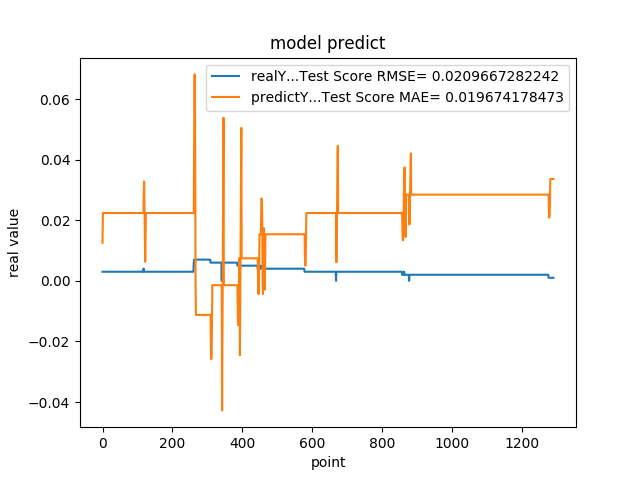 model predict
realY...Test Score RMSE= 0.0209667282242
predictY...Test Score MAE= 0.019674178473
0.06
0.04
0.02
0.00
−0.02
−0.04
real value
0 200 400 600 800 1000 1200
point